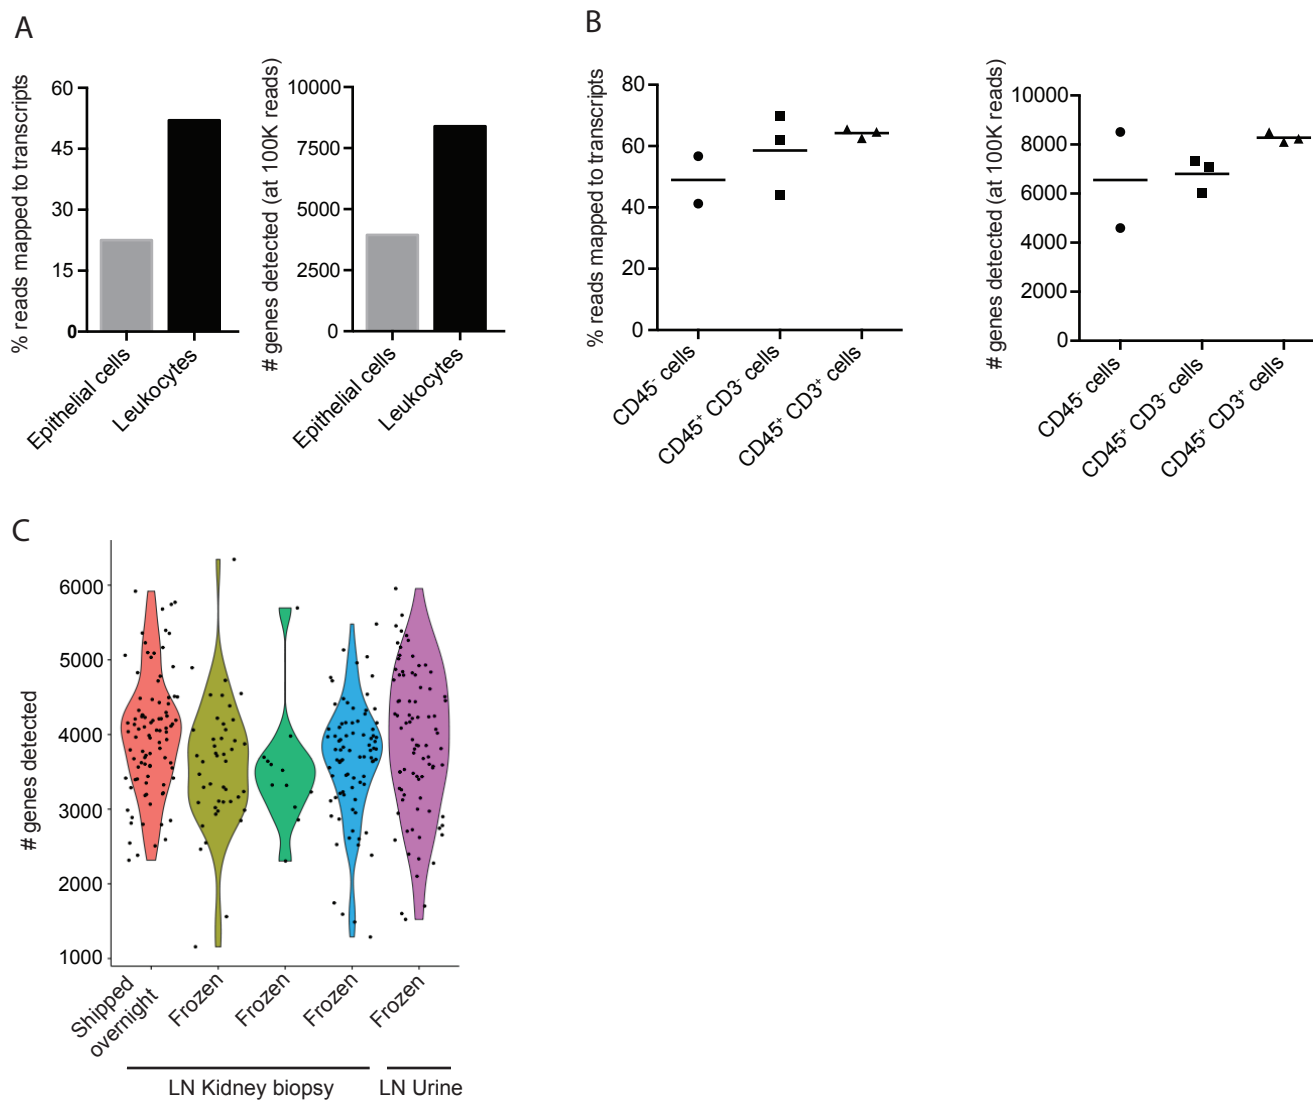 A
% reads mapped to transcripts
60
45
30
15
0
Epithelial cells
Leukocytes
# genes detected (at 100K reads)
10000
7500
5000
2500
0
Epithelial cells
Leukocytes
B
% reads mapped to transcripts
80
60
40
20
0
CD45⁻ cells
CD45⁺ CD3⁻ cells
CD45⁺ CD3⁺ cells
# genes detected (at 100K reads)
10000
8000
6000
4000
2000
0
CD45⁻ cells
CD45⁺ CD3⁻ cells
CD45⁺ CD3⁺ cells
C
# genes detected
6000
5000
4000
3000
2000
1000
Shipped
overnight
Frozen
Frozen
Frozen
Frozen
LN Kidney biopsy
LN Urine